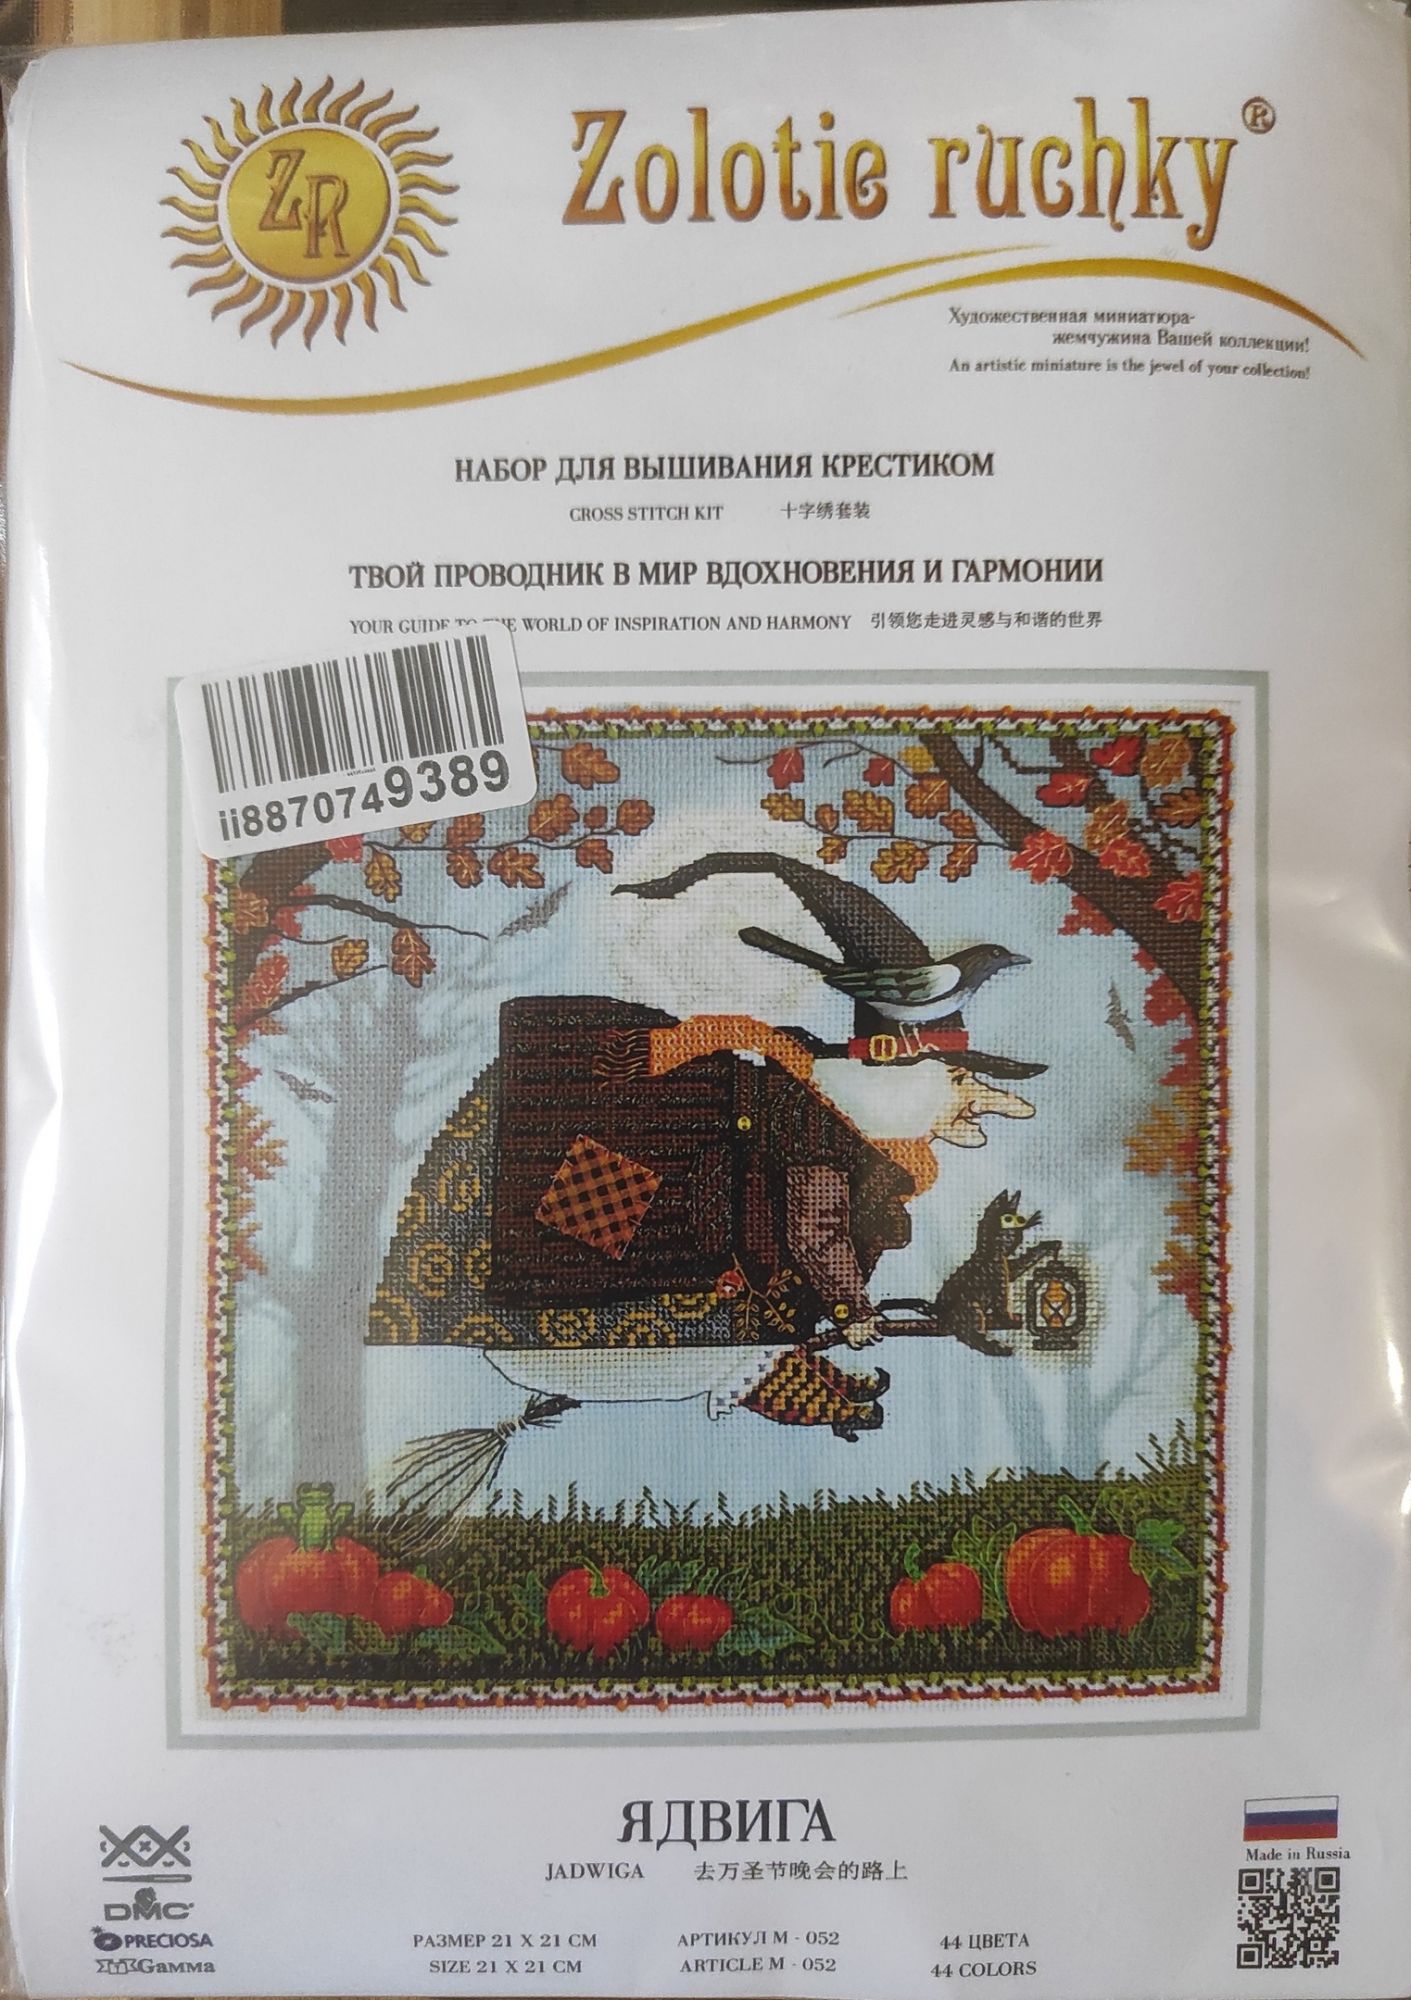 ZR
Zolotie ruchky®
Художественная миниатюра-
жемчужина Вашей коллекции!
An artistic miniature is the jewel of your collection!
НАБОР ДЛЯ ВЫШИВАНИЯ КРЕСТИКОМ
CROSS STITCH KIT 十字绣套装
ТВОЙ ПРОВОДНИК В МИР ВДОХНОВЕНИЯ И ГАРМОНИИ
YOUR GUIDE WORLD OF INSPIRATION AND HARMONY 引领您走进灵感与和谐的世界
ii8870749389
ЯДВИГА
JADWIGA 去万圣节晚会的路上
Made in Russia
DMC
PRECIOSA
Gamma
РАЗМЕР 21 X 21 СМ АРТИКУЛ М - 052 44 ЦВЕТА
SIZE 21 X 21 CM ARTICLE M - 052 44 COLORS